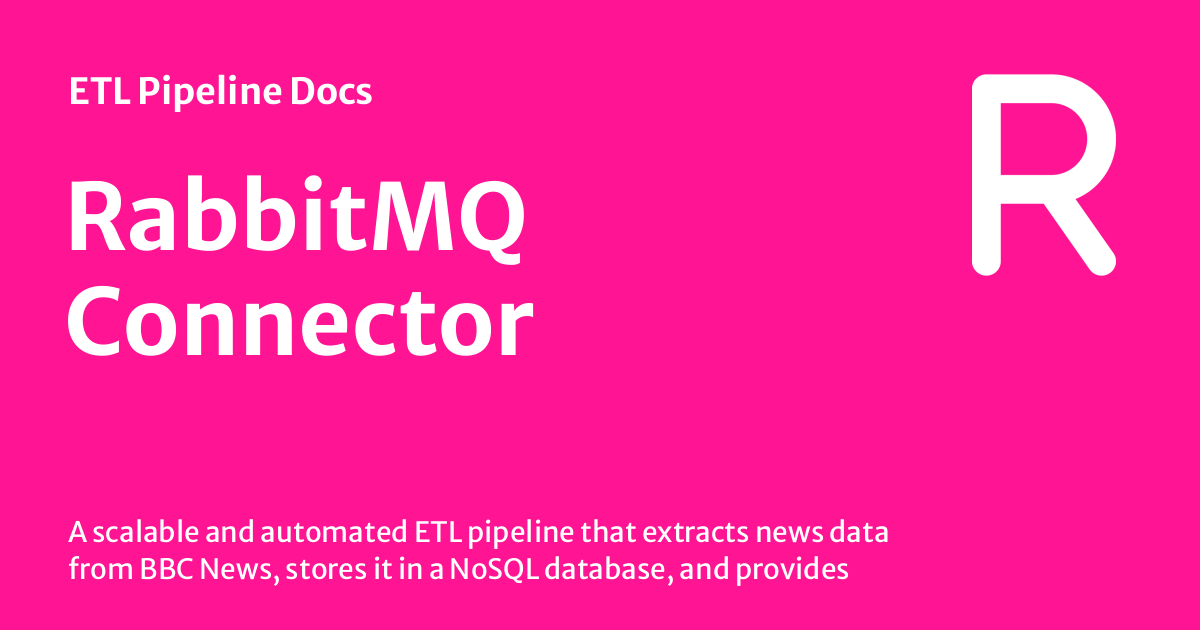 ETL Pipeline Docs
R
RabbitMQ
Connector
A scalable and automated ETL pipeline that extracts news data
from BBC News, stores it in a NoSQL database, and provides